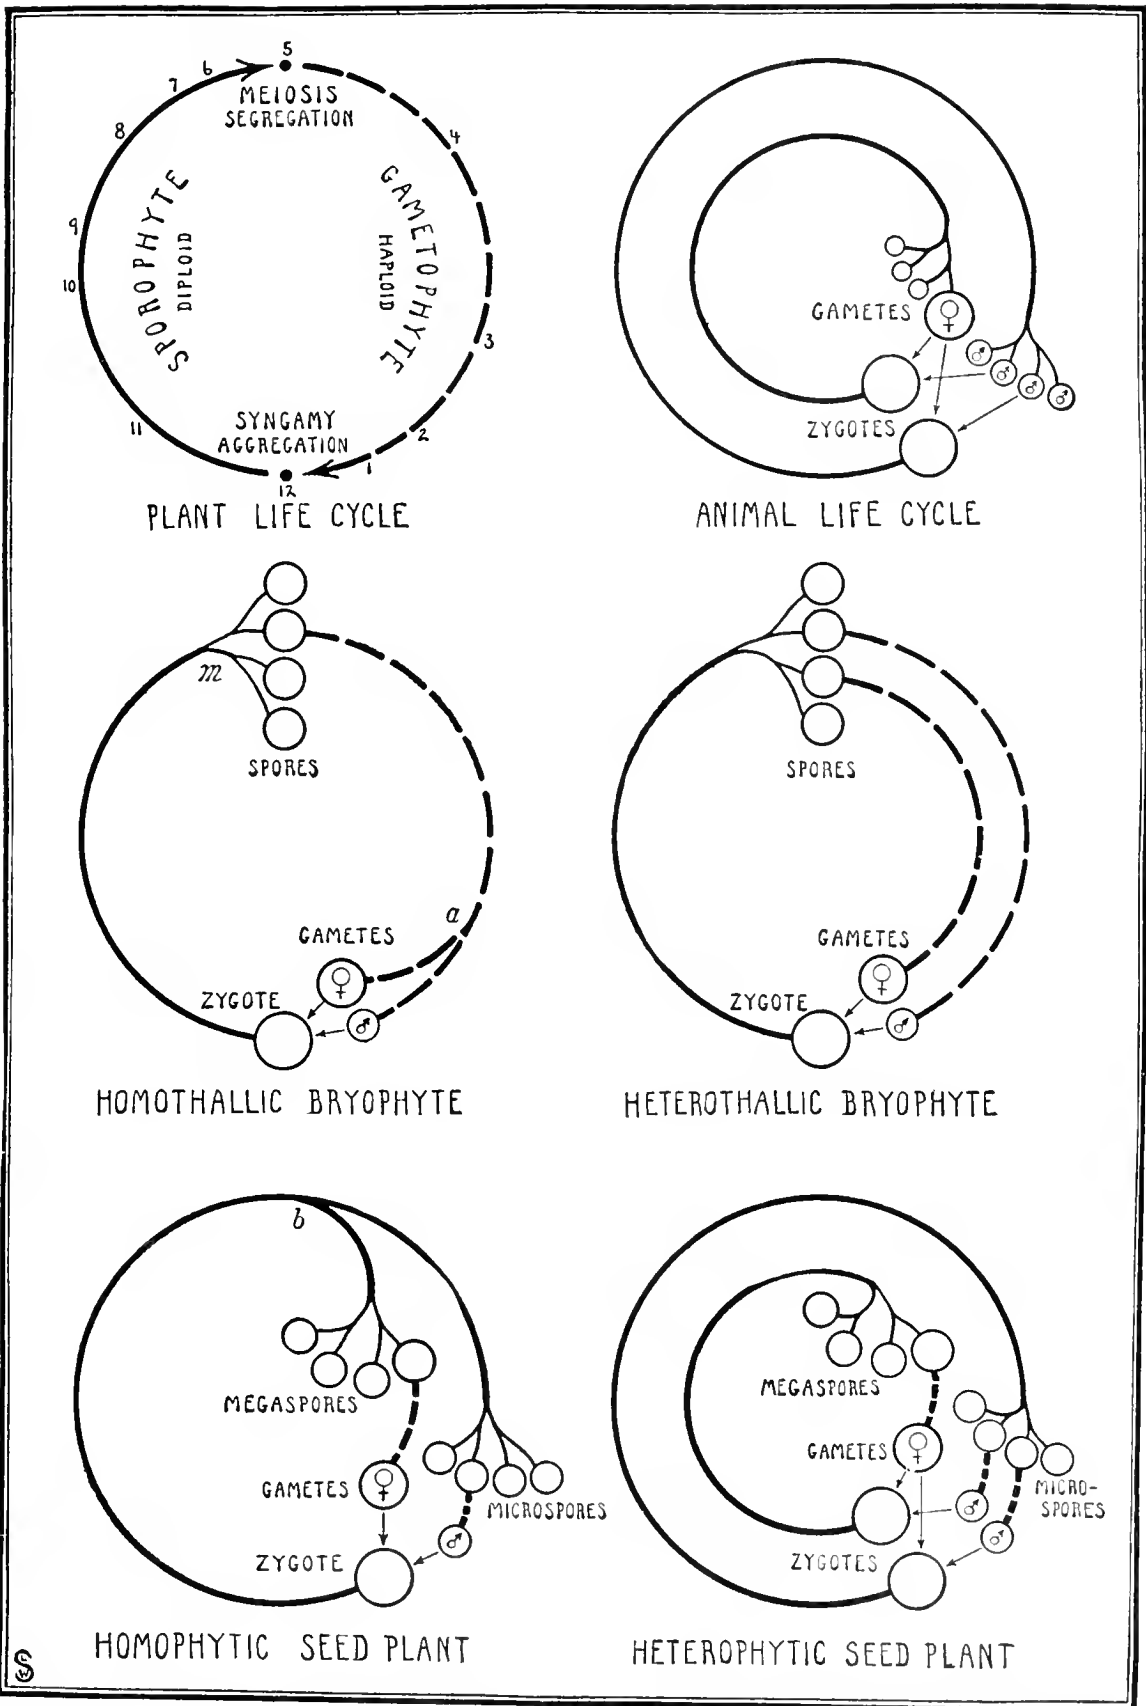 5
6
7
MEIOSIS
SEGREGATION
8
4
SPOROPHYTE
DIPLOID
GAMETOPHYTE
HAPLOID
9
10
3
11
SYNGAMY
AGGREGATION
2
1
12
PLANT LIFE CYCLE
GAMETES
♀
♂
♂
♂
♂
ZYGOTES
ANIMAL LIFE CYCLE
m
SPORES
a
GAMETES
♀
ZYGOTE
♂
HOMOTHALLIC BRYOPHYTE
SPORES
GAMETES
♀
ZYGOTE
♂
HETEROTHALLIC BRYOPHYTE
b
MEGASPORES
GAMETES
♀
MICROSPORES
♂
ZYGOTE
HOMOPHYTIC SEED PLANT
MEGASPORES
GAMETES
♀
MICRO-
SPORES
♂
♂
ZYGOTES
HETEROPHYTIC SEED PLANT